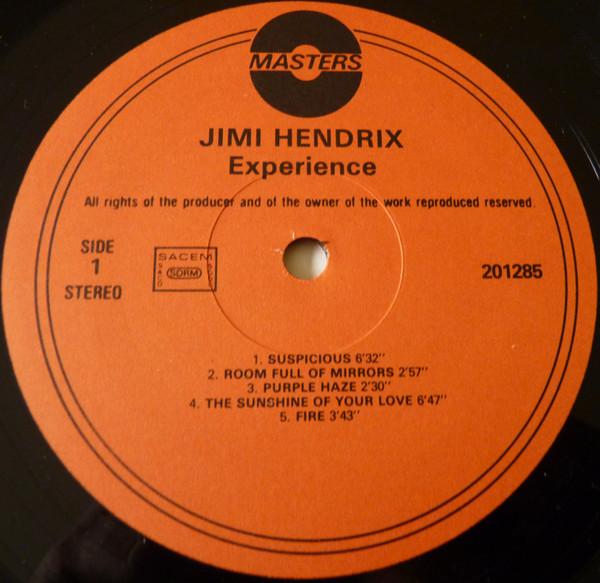 MASTERS
JIMI HENDRIX
Experience
All rights of the producer and of the owner of the work reproduced reserved.
SIDE
1
STEREO
SACEM
SDRM
201285
1. SUSPICIOUS 6'32"
2. ROOM FULL OF MIRRORS 2'57"
3. PURPLE HAZE 2'30"
4. THE SUNSHINE OF YOUR LOVE 6'47"
5. FIRE 3'43"